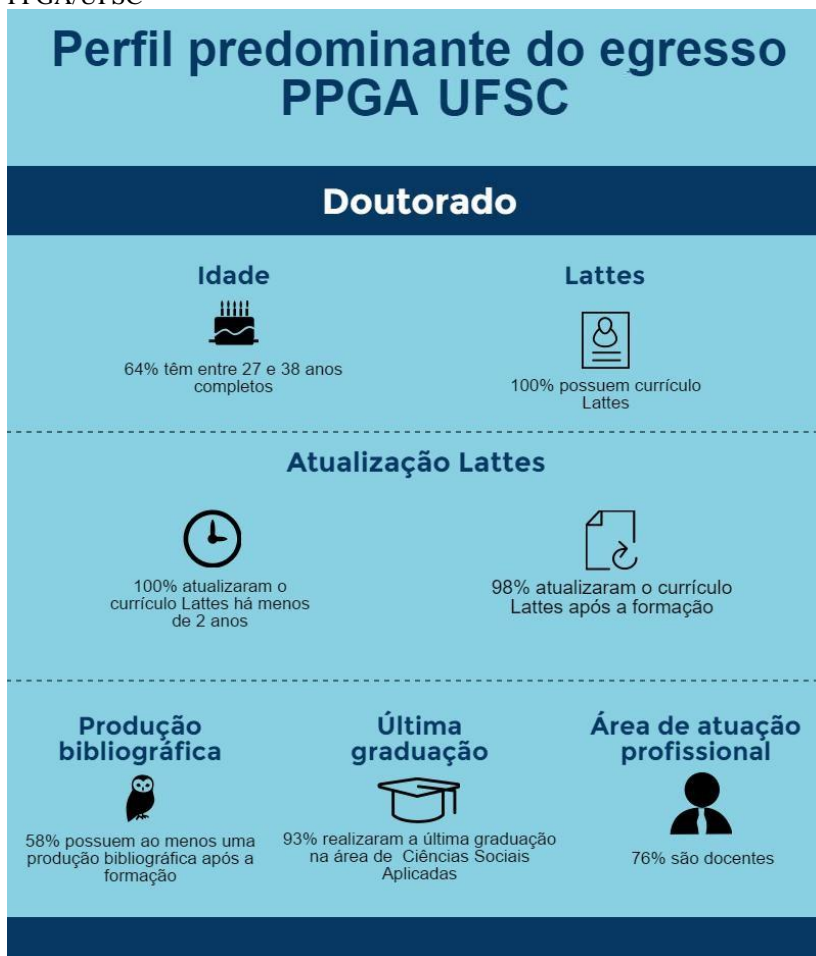 Perfil predominante do egresso
PPGA UFSC
Doutorado
Idade
64% têm entre 27 e 38 anos
completos
Lattes
100% possuem currículo
Lattes
Atualização Lattes
100% atualizaram o
currículo Lattes há menos
de 2 anos
98% atualizaram o currículo
Lattes após a formação
Produção
bibliográfica
58% possuem ao menos uma
produção bibliográfica após a
formação
Última
graduação
93% realizaram a última graduação
na área de Ciências Sociais
Aplicadas
Área de atuação
profissional
76% são docentes